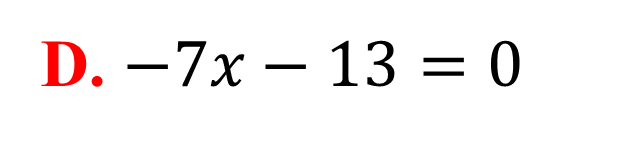 D. −7x − 13 = 0